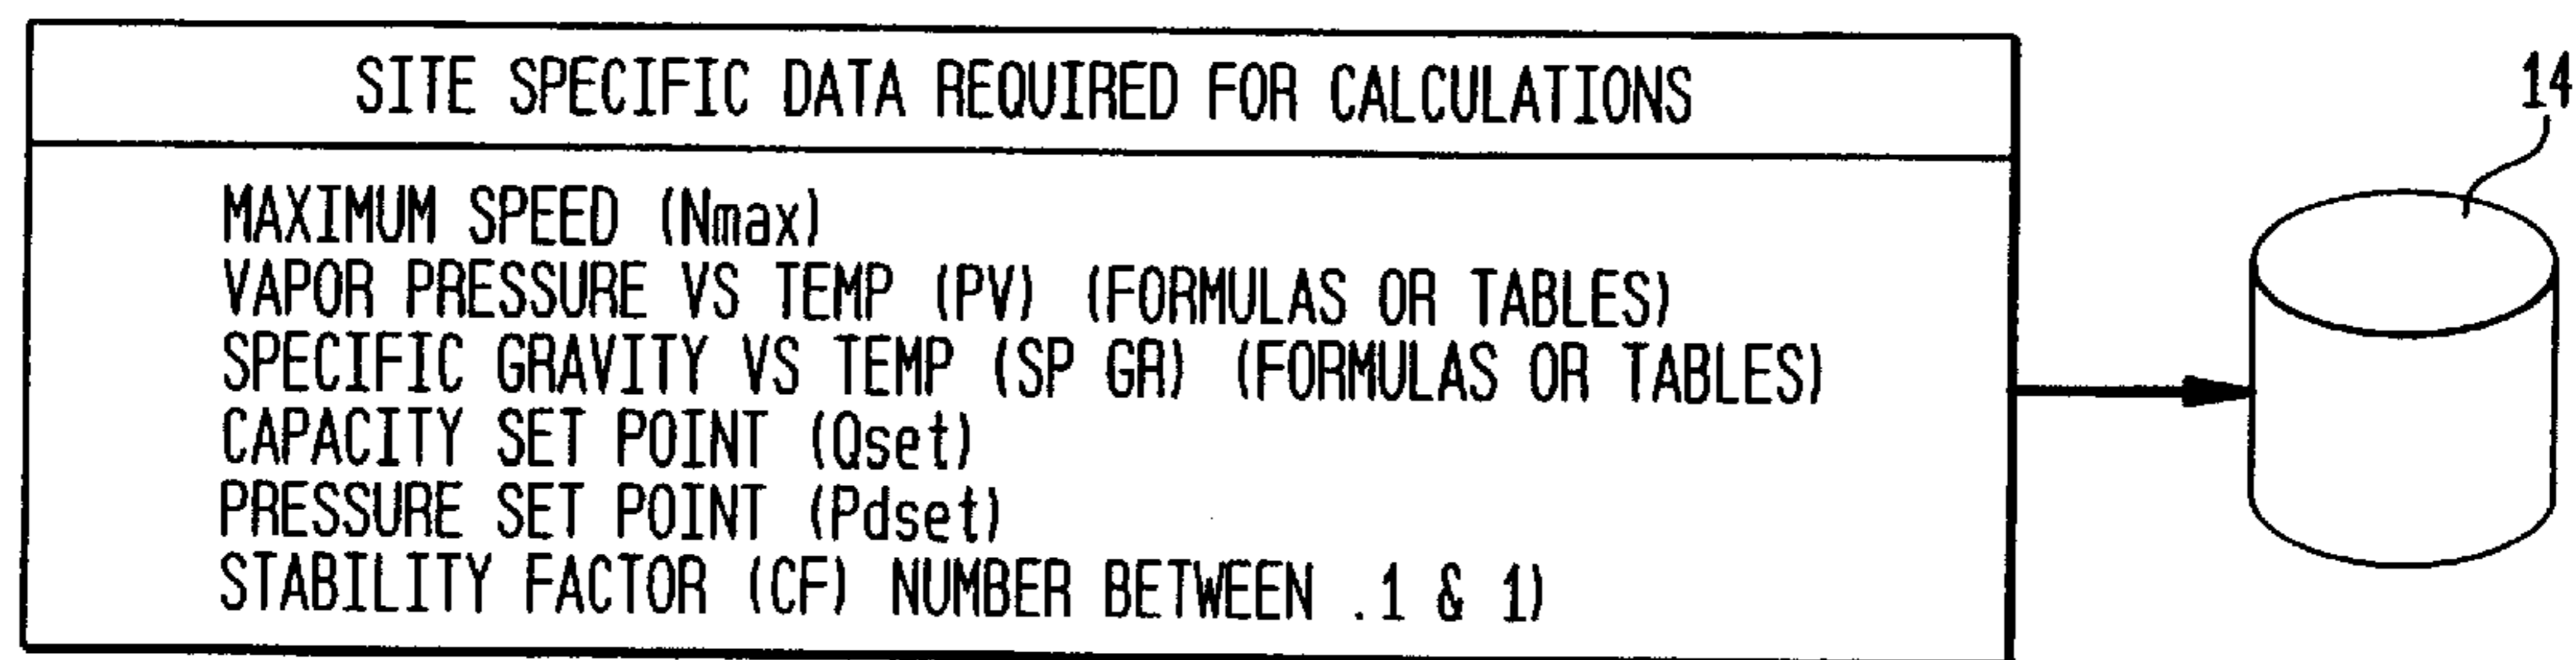 SITE SPECIFIC DATA REQUIRED FOR CALCULATIONS
14
MAXIMUM SPEED (Nmax)
VAPOR PRESSURE VS TEMP (PV) (FORMULAS OR TABLES)
SPECIFIC GRAVITY VS TEMP (SP GR) (FORMULAS OR TABLES)
CAPACITY SET POINT (Qset)
PRESSURE SET POINT (Pdset)
STABILITY FACTOR (CF) NUMBER BETWEEN .1 & 1)